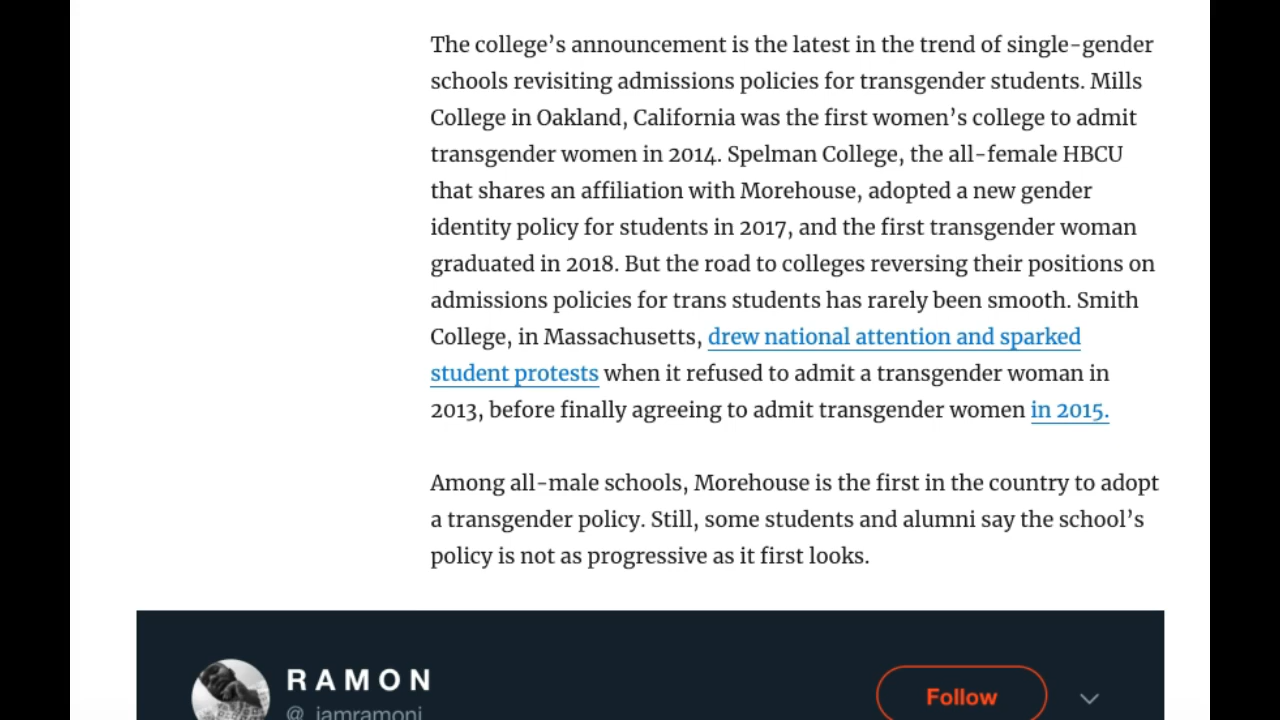 The college’s announcement is the latest in the trend of single-gender
schools revisiting admissions policies for transgender students. Mills
College in Oakland, California was the first women’s college to admit
transgender women in 2014. Spelman College, the all-female HBCU
that shares an affiliation with Morehouse, adopted a new gender
identity policy for students in 2017, and the first transgender woman
graduated in 2018. But the road to colleges reversing their positions on
admissions policies for trans students has rarely been smooth. Smith
College, in Massachusetts, drew national attention and sparked
student protests when it refused to admit a transgender woman in
2013, before finally agreeing to admit transgender women in 2015.
Among all-male schools, Morehouse is the first in the country to adopt
a transgender policy. Still, some students and alumni say the school’s
policy is not as progressive as it first looks.
R A M O N
Follow